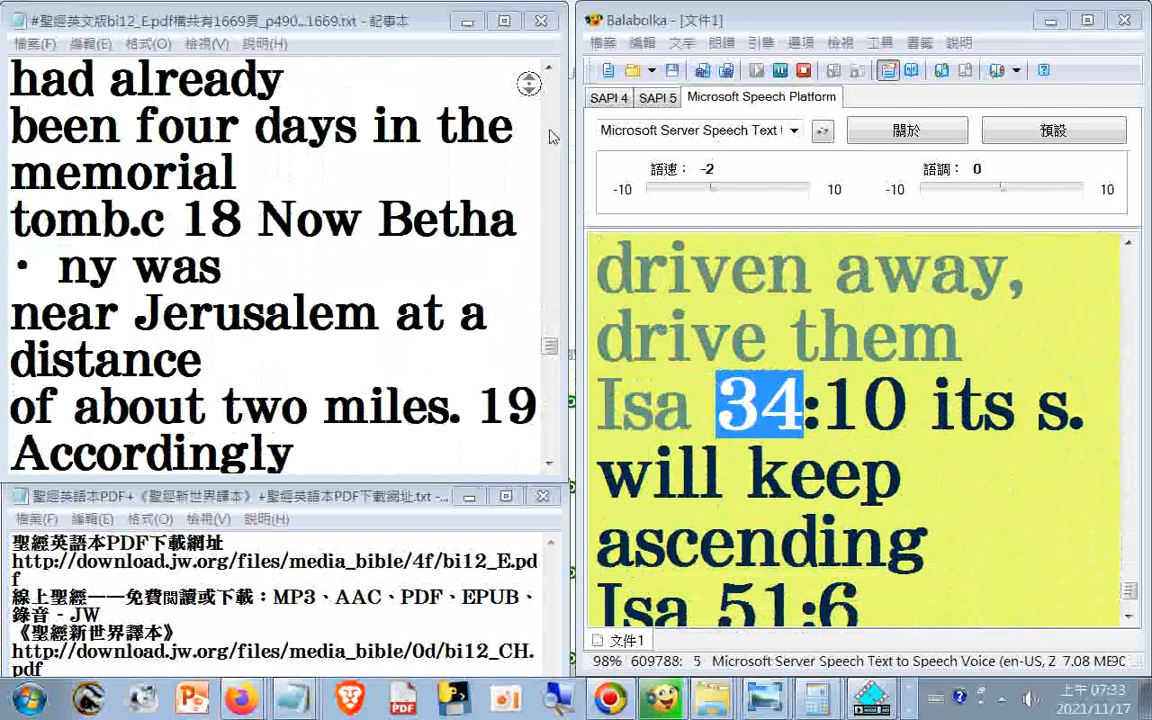 #聖經英文版bi12_E.pdf檔共有1669頁_p490...1669.txt - 記事本
檔案(F) 編輯(E) 格式(O) 檢視(V) 說明(H)
had already
been four days in the
memorial
tomb.c 18 Now Betha
· ny was
near Jerusalem at a
distance
of about two miles. 19
Accordingly
聖經英語本PDF+《聖經新世界譯本》+聖經英語本PDF下載網址.txt - ...
檔案(F) 編輯(E) 格式(O) 檢視(V) 說明(H)
聖經英語本PDF下載網址
http://download.jw.org/files/media_bible/4f/bi12_E.pd
f
線上聖經——免費閱讀或下載：MP3、AAC、PDF、EPUB、
錄音 - JW
《聖經新世界譯本》
http://download.jw.org/files/media_bible/0d/bi12_CH.
pdf
Balabolka - [文件1]
檔案 編輯 文字 朗讀 引擎 選項 檢視 工具 書籤 說明
SAPI 4 SAPI 5 Microsoft Speech Platform
Microsoft Server Speech Text 關於 預設
語速： -2 語調： 0
-10 10 -10 10
driven away,
drive them
Isa 34:10 its s.
will keep
ascending
Isa 51:6
文件1
98% 609788: 5 Microsoft Server Speech Text to Speech Voice (en-US, Z 7.08 МБ
PDF
上午 07:33
2021/11/17